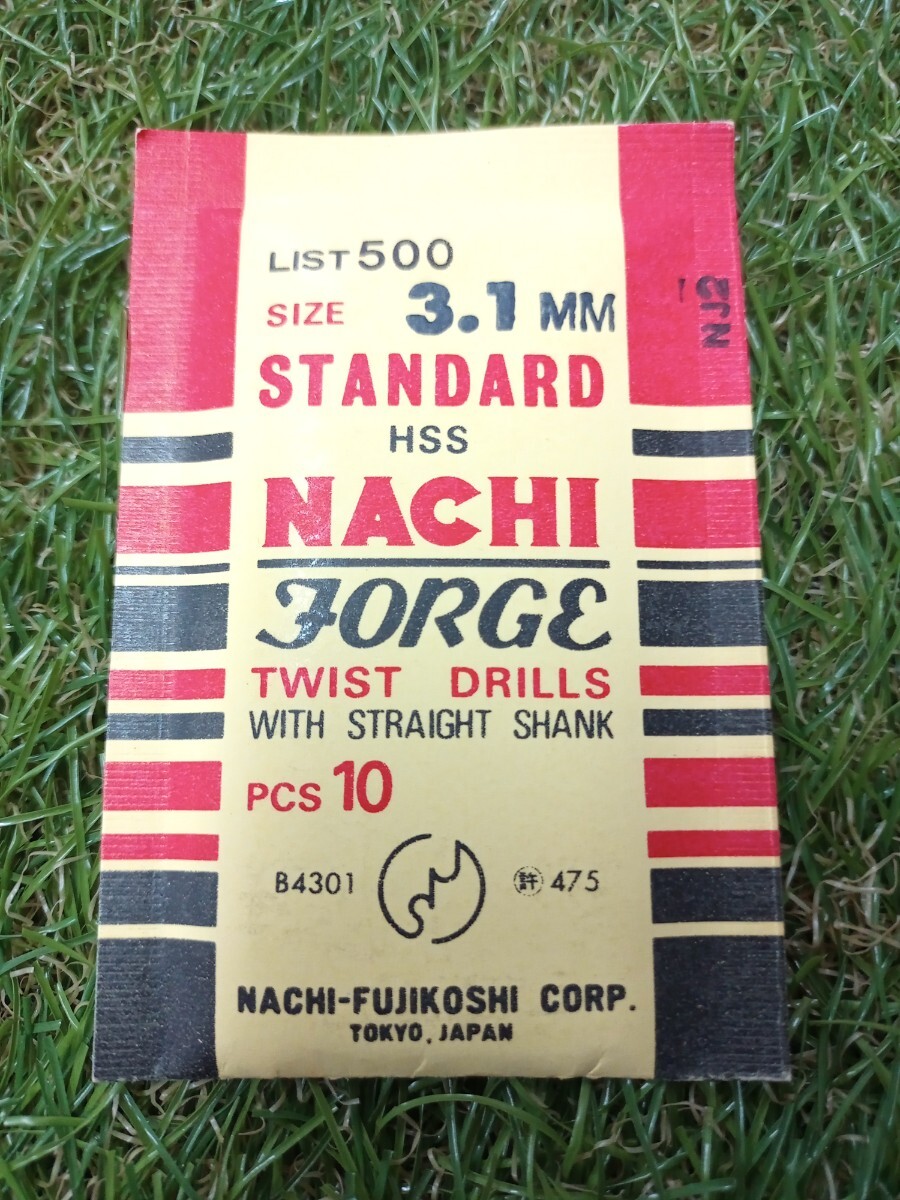 LIST 500
SIZE 3.1 MM
NJ2
STANDARD
HSS
NACHI
FORGE
TWIST DRILLS
WITH STRAIGHT SHANK
PCS 10
B4301 ㊙許 475
NACHI-FUJIKOSHI CORP.
TOKYO, JAPAN